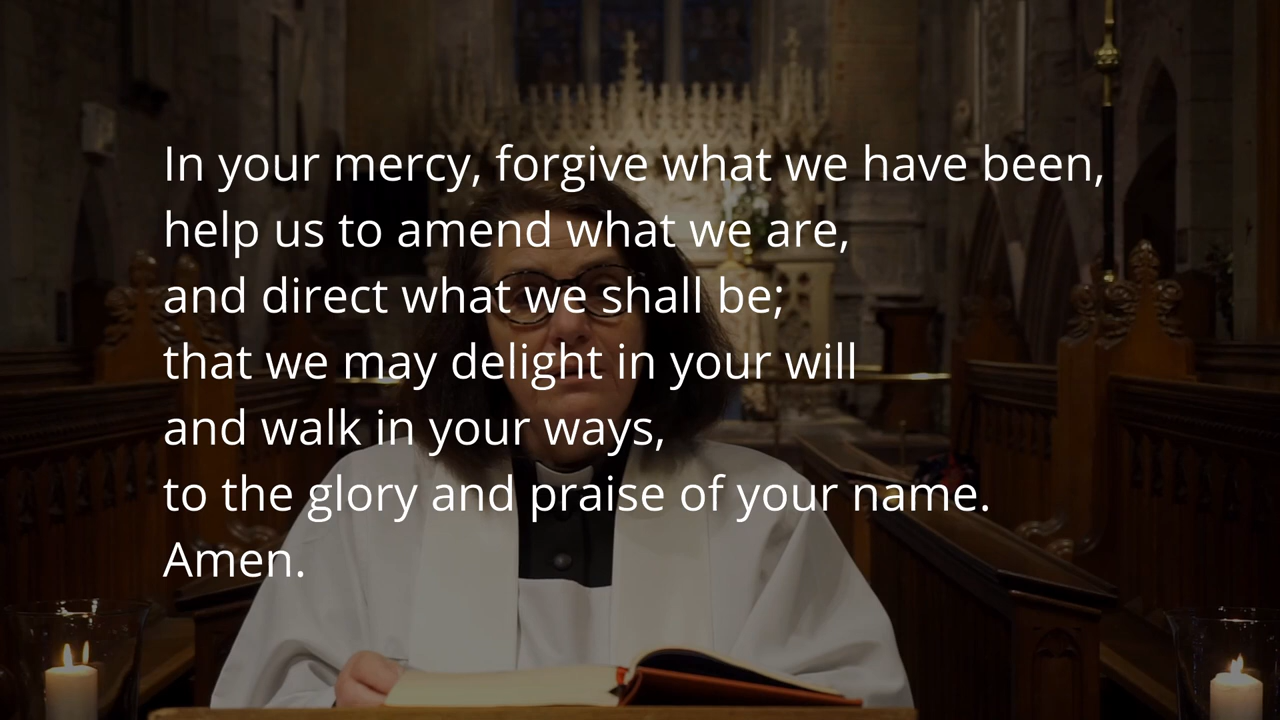 In your mercy, forgive what we have been,
help us to amend what we are,
and direct what we shall be;
that we may delight in your will
and walk in your ways,
to the glory and praise of your name.
Amen.